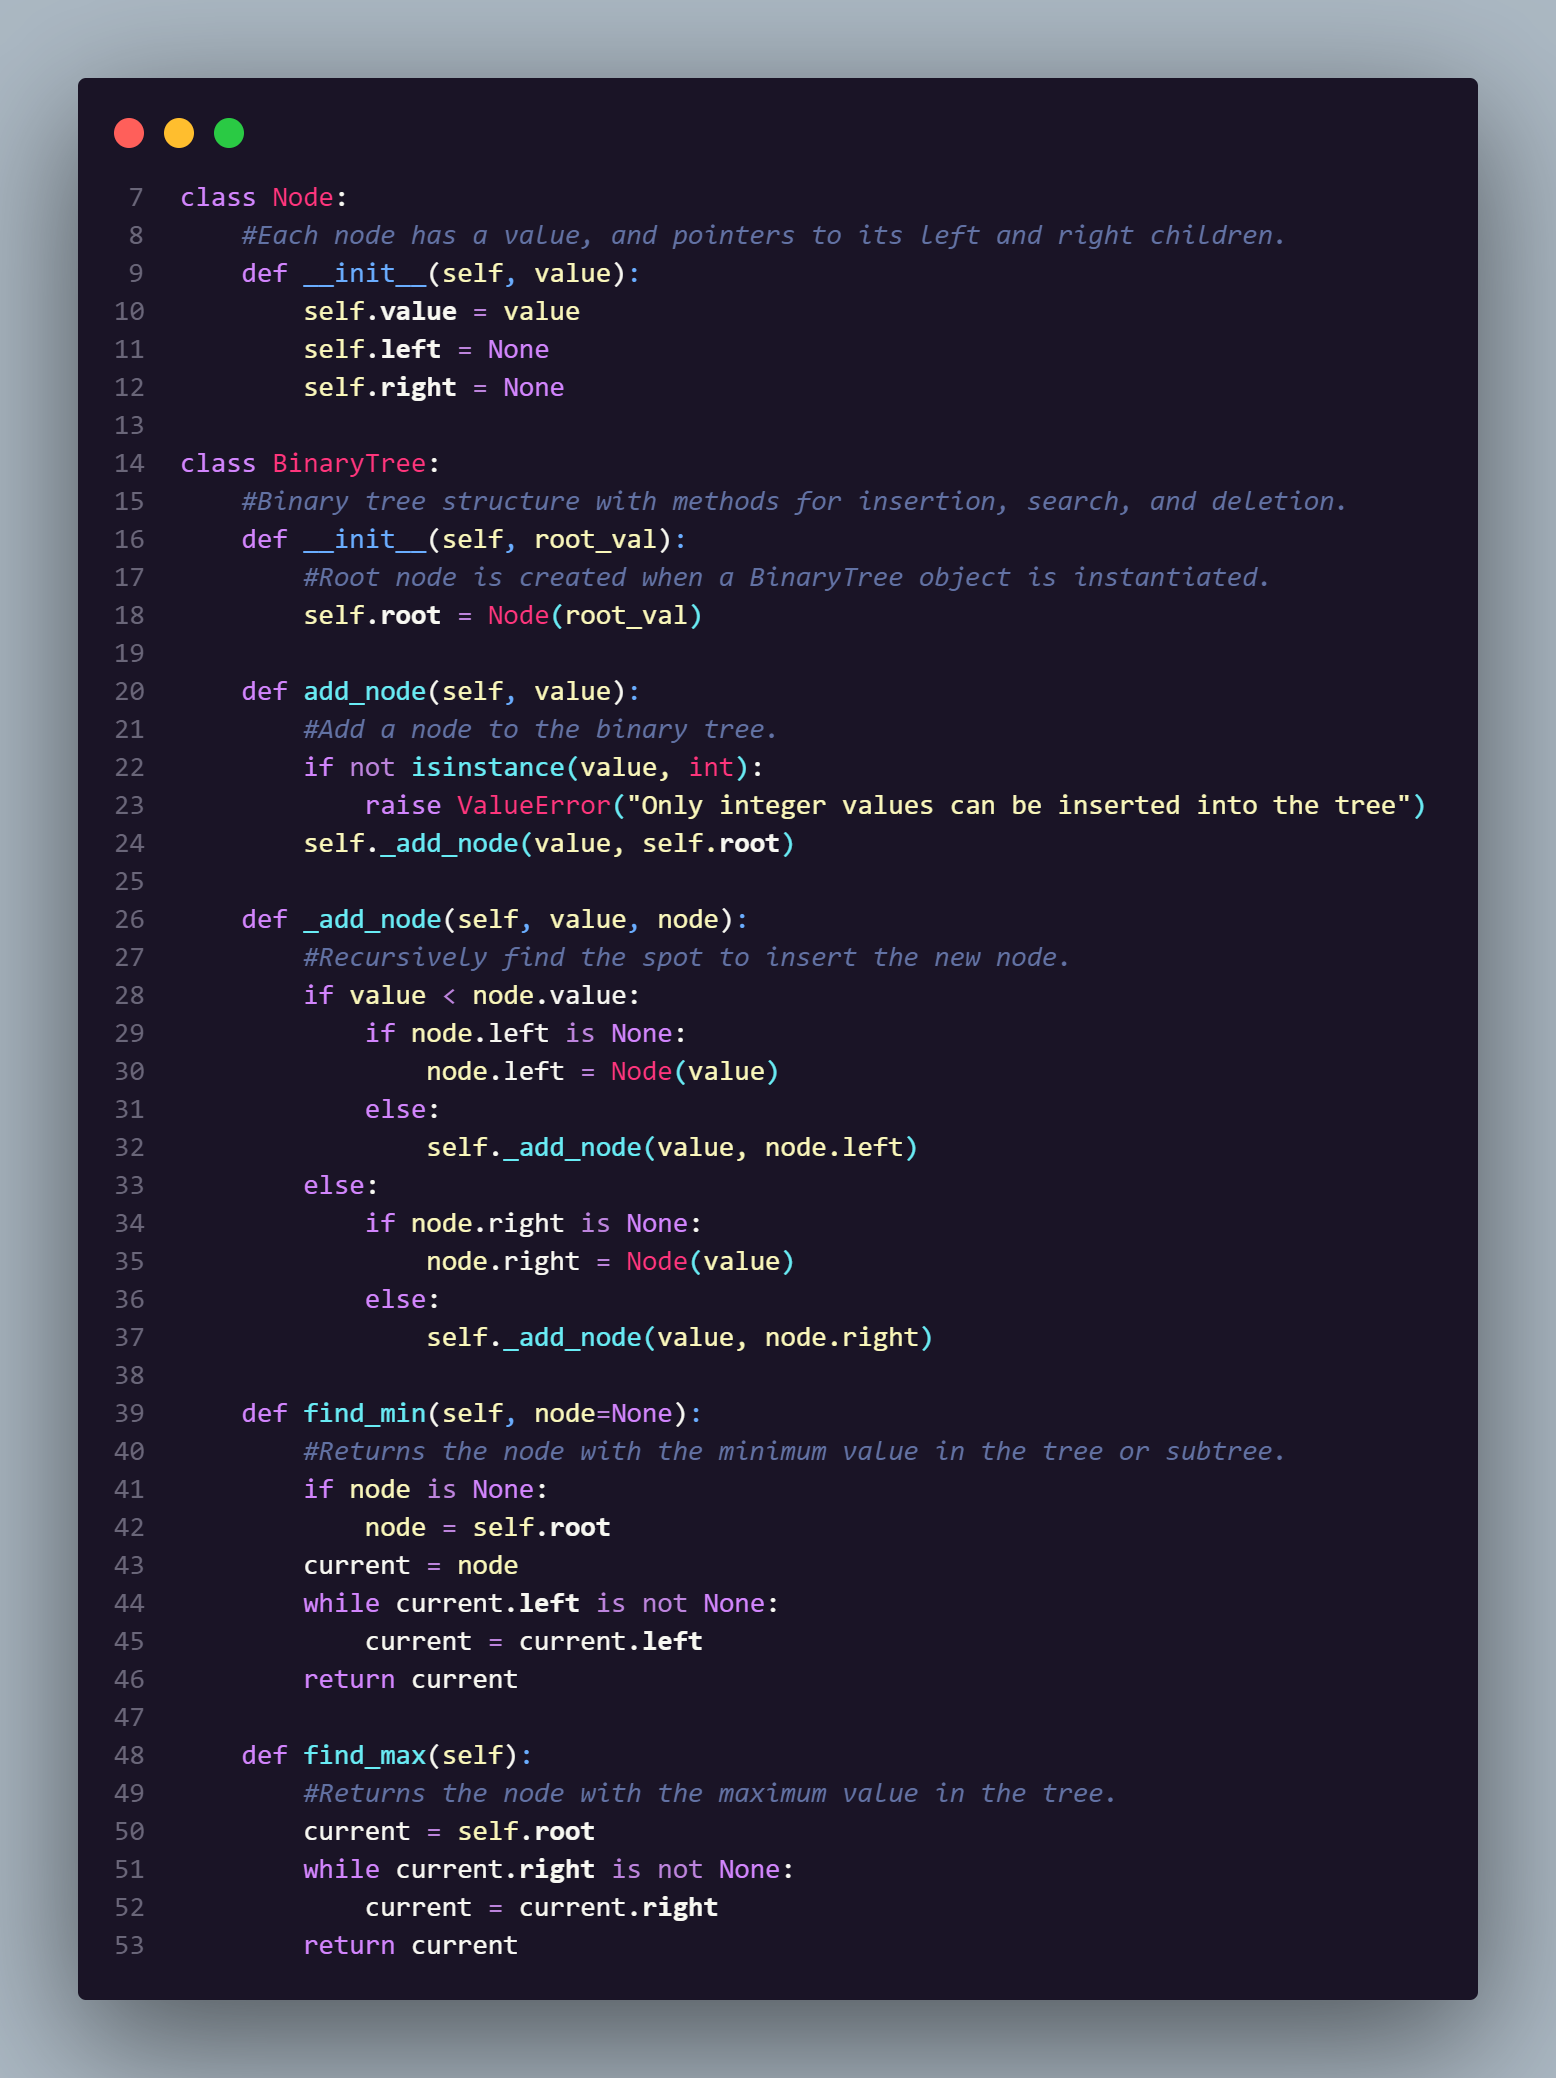 7 class Node:
8     #Each node has a value, and pointers to its left and right children.
9     def __init__(self, value):
10         self.value = value
11         self.left = None
12         self.right = None
13
14 class BinaryTree:
15     #Binary tree structure with methods for insertion, search, and deletion.
16     def __init__(self, root_val):
17         #Root node is created when a BinaryTree object is instantiated.
18         self.root = Node(root_val)
19
20     def add_node(self, value):
21         #Add a node to the binary tree.
22         if not isinstance(value, int):
23             raise ValueError("Only integer values can be inserted into the tree")
24         self._add_node(value, self.root)
25
26     def _add_node(self, value, node):
27         #Recursively find the spot to insert the new node.
28         if value < node.value:
29             if node.left is None:
30                 node.left = Node(value)
31             else:
32                 self._add_node(value, node.left)
33         else:
34             if node.right is None:
35                 node.right = Node(value)
36             else:
37                 self._add_node(value, node.right)
38
39     def find_min(self, node=None):
40         #Returns the node with the minimum value in the tree or subtree.
41         if node is None:
42             node = self.root
43         current = node
44         while current.left is not None:
45             current = current.left
46         return current
47
48     def find_max(self):
49         #Returns the node with the maximum value in the tree.
50         current = self.root
51         while current.right is not None:
52             current = current.right
53         return current